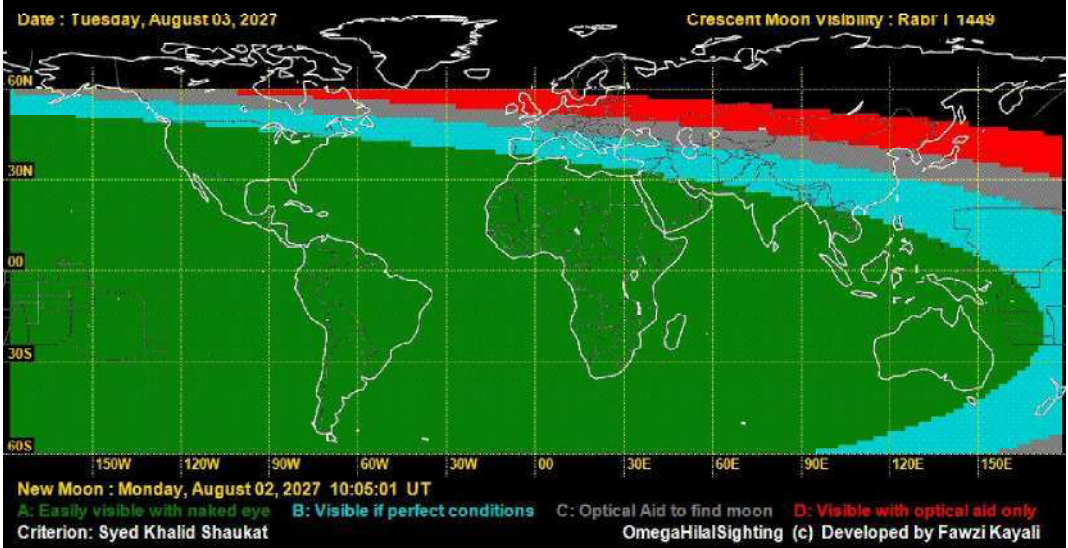 Date : Tuesday, August 03, 2027 Crescent Moon Visibility : Rabi' I 1449
60N
30N
00
30S
60S
150W 120W 90W 60W 30W 00 30E 60E 90E 120E 150E
New Moon : Monday, August 02, 2027 10:05:01 UT
A: Easily visible with naked eye B: Visible if perfect conditions C: Optical Aid to find moon D: Visible with optical aid only
Criterion: Syed Khalid Shaukat OmegaHilalSighting (c) Developed by Fawzi Kayali